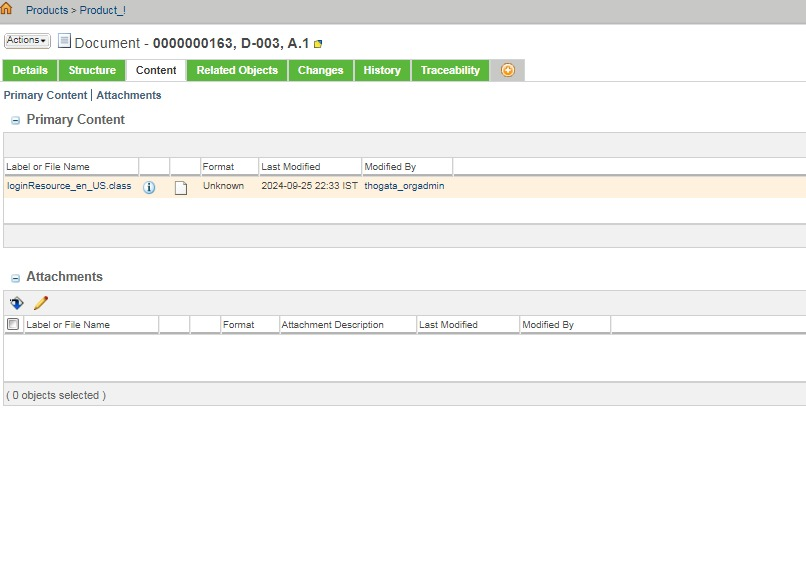 Products > Product_!
Actions
Document - 0000000163, D-003, A.1
Details Structure Content Related Objects Changes History Traceability
Primary Content | Attachments
Primary Content
Label or File Name Format Last Modified Modified By
loginResource_en_US.class Unknown 2024-09-25 22:33 IST thogata_orgadmin
Attachments
Label or File Name Format Attachment Description Last Modified Modified By
( 0 objects selected )